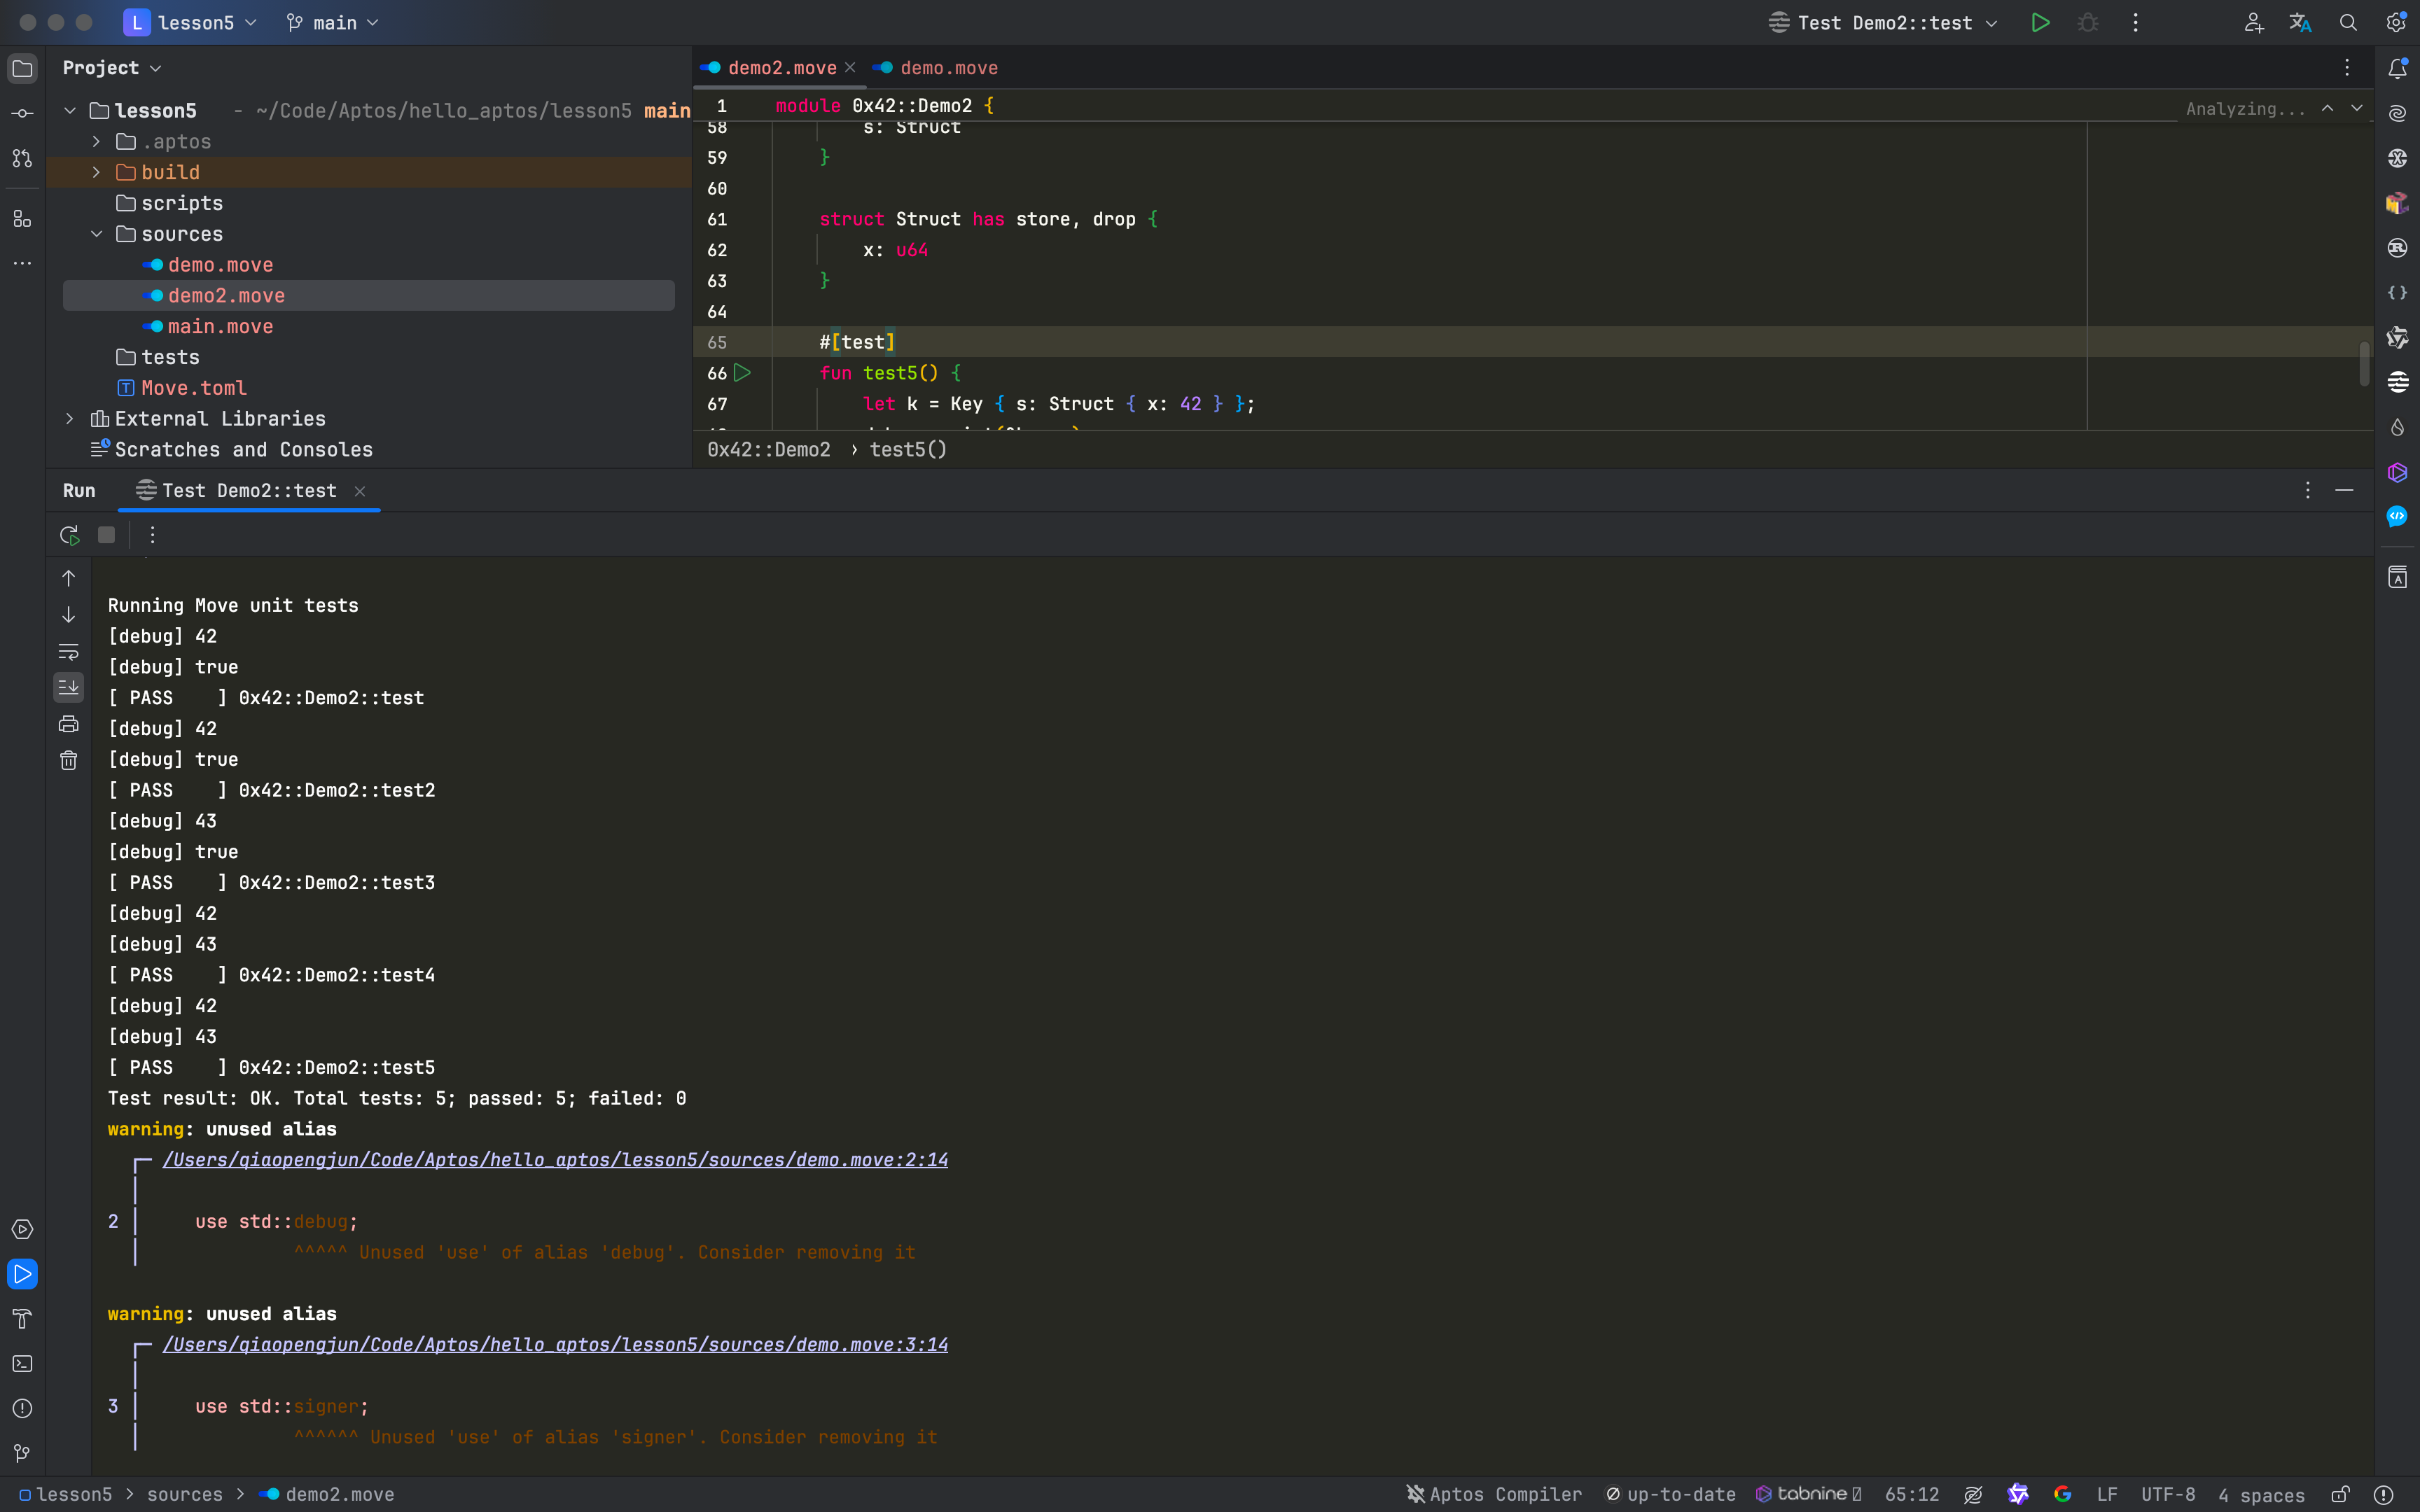 L lesson5 main Test Demo2::test
Project
demo2.move demo.move
lesson5 - ~/Code/Aptos/hello_aptos/lesson5 main
.aptos
build
scripts
sources
demo.move
demo2.move
main.move
tests
T Move.toml
External Libraries
Scratches and Consoles
1 module 0x42::Demo2 {
Analyzing...
58 s: Struct
59 }
60
61 struct Struct has store, drop {
62 x: u64
63 }
64
65 #[test]
66 fun test5() {
67 let k = Key { s: Struct { x: 42 } };
0x42::Demo2 › test5()
Run Test Demo2::test
Running Move unit tests
[debug] 42
[debug] true
[ PASS    ] 0x42::Demo2::test
[debug] 42
[debug] true
[ PASS    ] 0x42::Demo2::test2
[debug] 43
[debug] true
[ PASS    ] 0x42::Demo2::test3
[debug] 42
[debug] 43
[ PASS    ] 0x42::Demo2::test4
[debug] 42
[debug] 43
[ PASS    ] 0x42::Demo2::test5
Test result: OK. Total tests: 5; passed: 5; failed: 0
warning: unused alias
/Users/qiaopengjun/Code/Aptos/hello_aptos/lesson5/sources/demo.move:2:14
2 use std::debug;
^^^^^ Unused 'use' of alias 'debug'. Consider removing it
warning: unused alias
/Users/qiaopengjun/Code/Aptos/hello_aptos/lesson5/sources/demo.move:3:14
3 use std::signer;
^^^^^^ Unused 'use' of alias 'signer'. Consider removing it
lesson5 > sources > demo2.move Aptos Compiler up-to-date tabnine 65:12 LF UTF-8 4 spaces